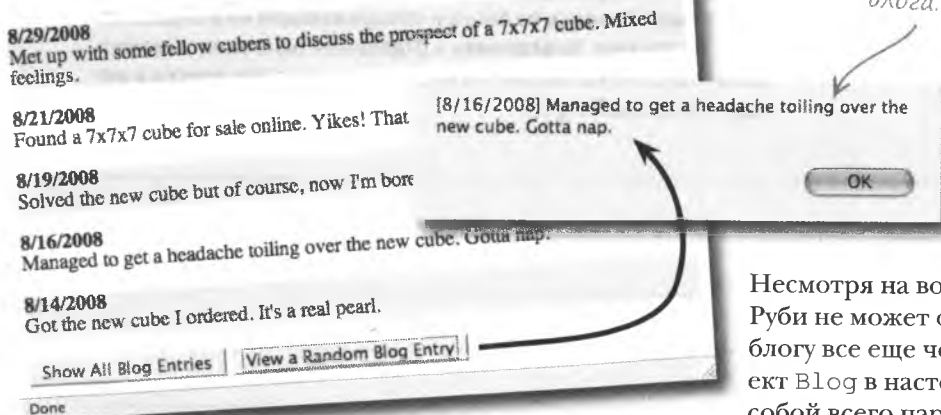 8/29/2008
Met up with some fellow cubers to discuss the prospect of a 7x7x7 cube. Mixed
feelings.
8/21/2008
Found a 7x7x7 cube for sale online. Yikes! That
8/19/2008
Solved the new cube but of course, now I'm bore
8/16/2008
Managed to get a headache toiling over the new cube. Gotta nap.
8/14/2008
Got the new cube I ordered. It's a real pearl.
Show All Blog Entries View a Random Blog Entry
Done
блога.
[8/16/2008] Managed to get a headache toiling over the
new cube. Gotta nap.
OK
Несмотря на во
Руби не может с
блогу все еще че
ект Blog в насто
собой всего пар